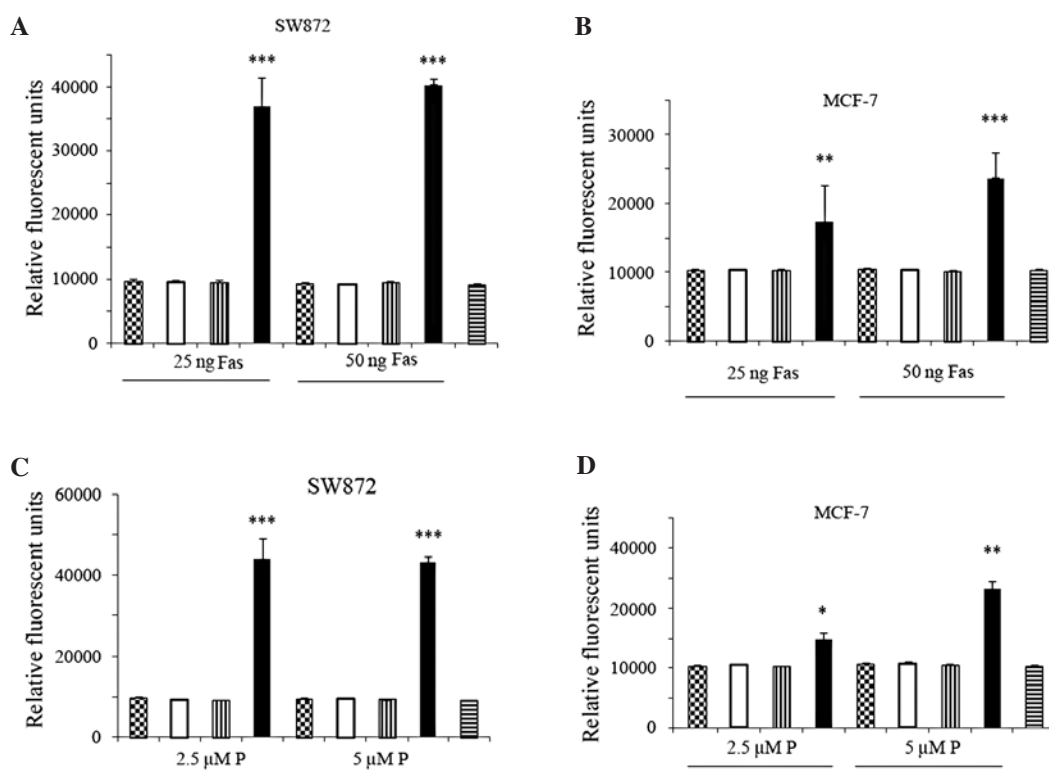 A
SW872
Relative fluorescent units
40000
30000
20000
10000
0
***
***
25 ng Fas
50 ng Fas
B
MCF-7
Relative fluorescent units
30000
20000
10000
0
**
***
25 ng Fas
50 ng Fas
C
SW872
Relative fluorescent units
60000
40000
20000
0
***
***
2.5 µM P
5 µM P
D
MCF-7
Relative fluorescent units
40000
20000
10000
0
*
**
2.5 µM P
5 µM P